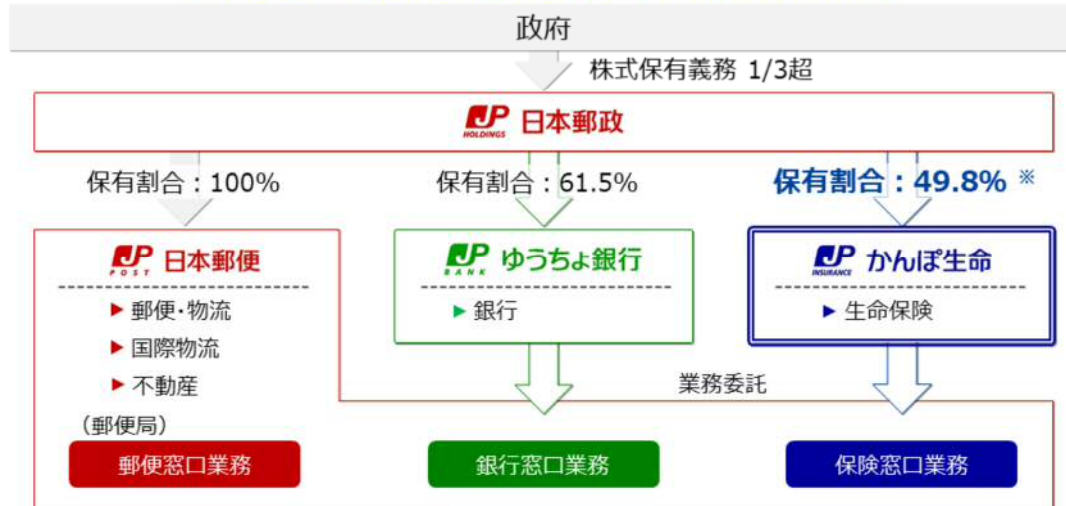 政府
株式保有義務 1/3超
JP HOLDINGS 日本郵政
保有割合：100%
保有割合：61.5%
保有割合：49.8% ※
JP POST 日本郵便
JP BANK ゆうちょ銀行
JP INSURANCE かんぽ生命
▶ 郵便・物流
▶ 銀行
▶ 生命保険
▶ 国際物流
▶ 不動産
業務委託
（郵便局）
郵便窓口業務
銀行窓口業務
保険窓口業務